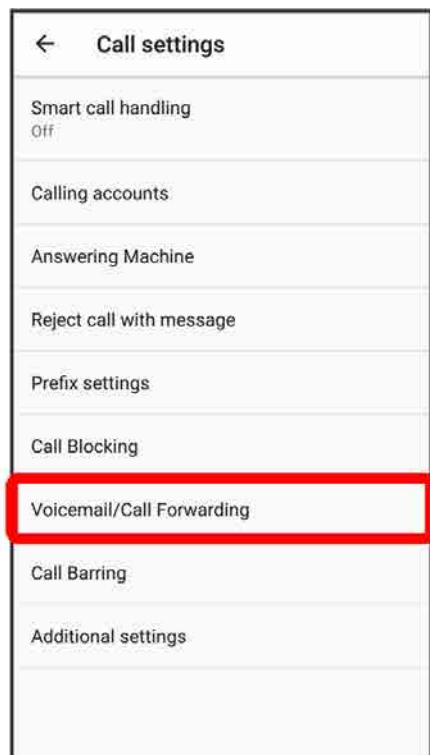 Call settings
Smart call handling
Off
Calling accounts
Answering Machine
Reject call with message
Prefix settings
Call Blocking
Voicemail/Call Forwarding
Call Barring
Additional settings